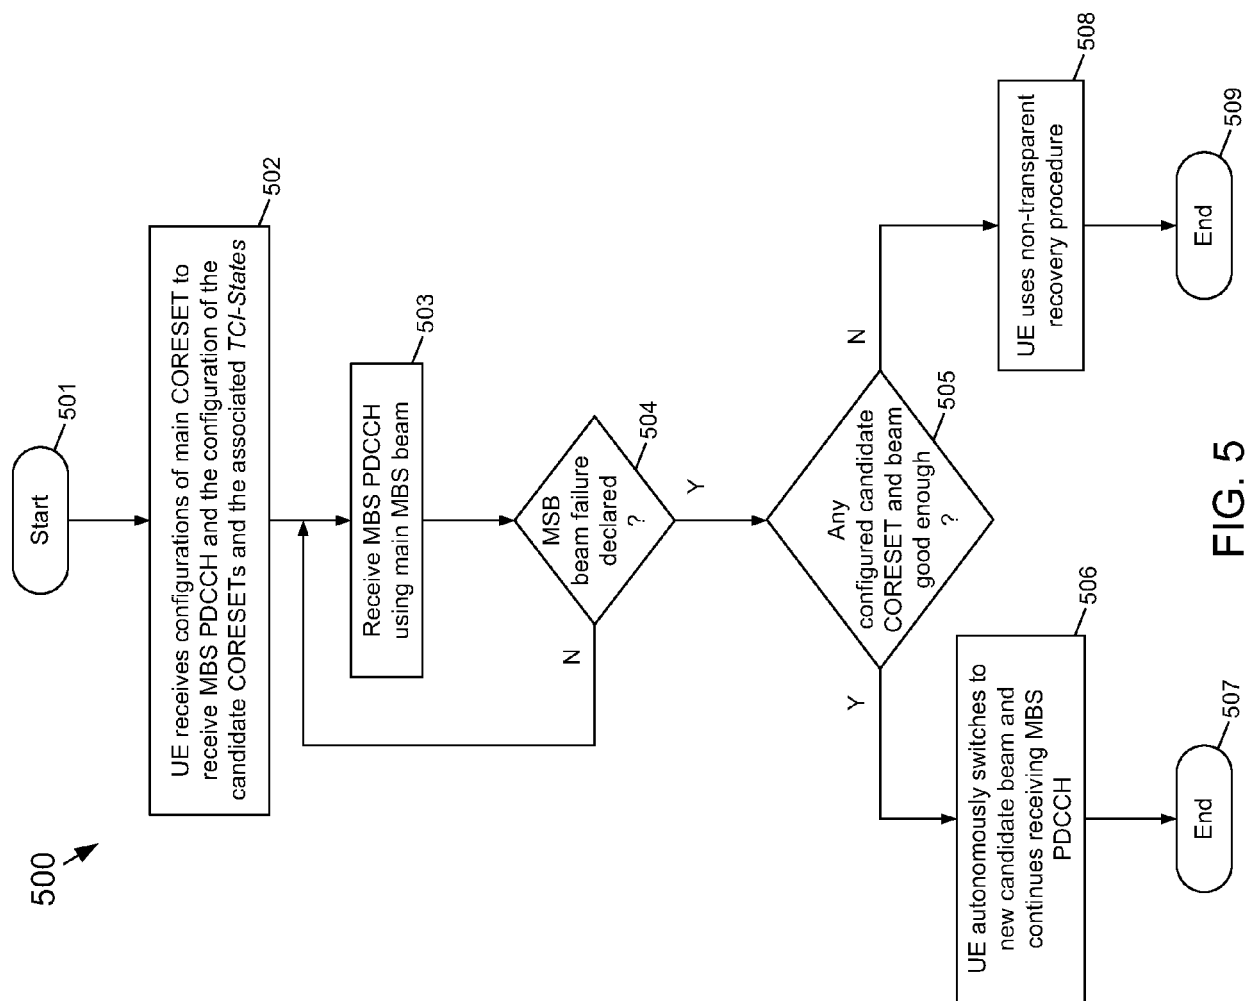 500
Start
501
UE receives configurations of main CORESET to
receive MBS PDCCH and the configuration of the
candidate CORESETs and the associated TCI-States
502
Receive MBS PDCCH
using main MBS beam
503
MSB
beam failure
declared
?
504
N
Y
Any
configured candidate
CORESET and beam
good enough
?
505
Y
N
UE autonomously switches to
new candidate beam and
continues receiving MBS
PDCCH
506
End
507
UE uses non-transparent
recovery procedure
508
End
509
FIG. 5